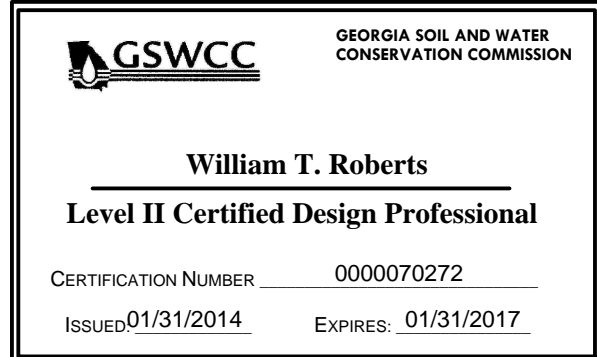 GSWCC
GEORGIA SOIL AND WATER
CONSERVATION COMMISSION
William T. Roberts
Level II Certified Design Professional
CERTIFICATION NUMBER 0000070272
ISSUED: 01/31/2014 EXPIRES: 01/31/2017